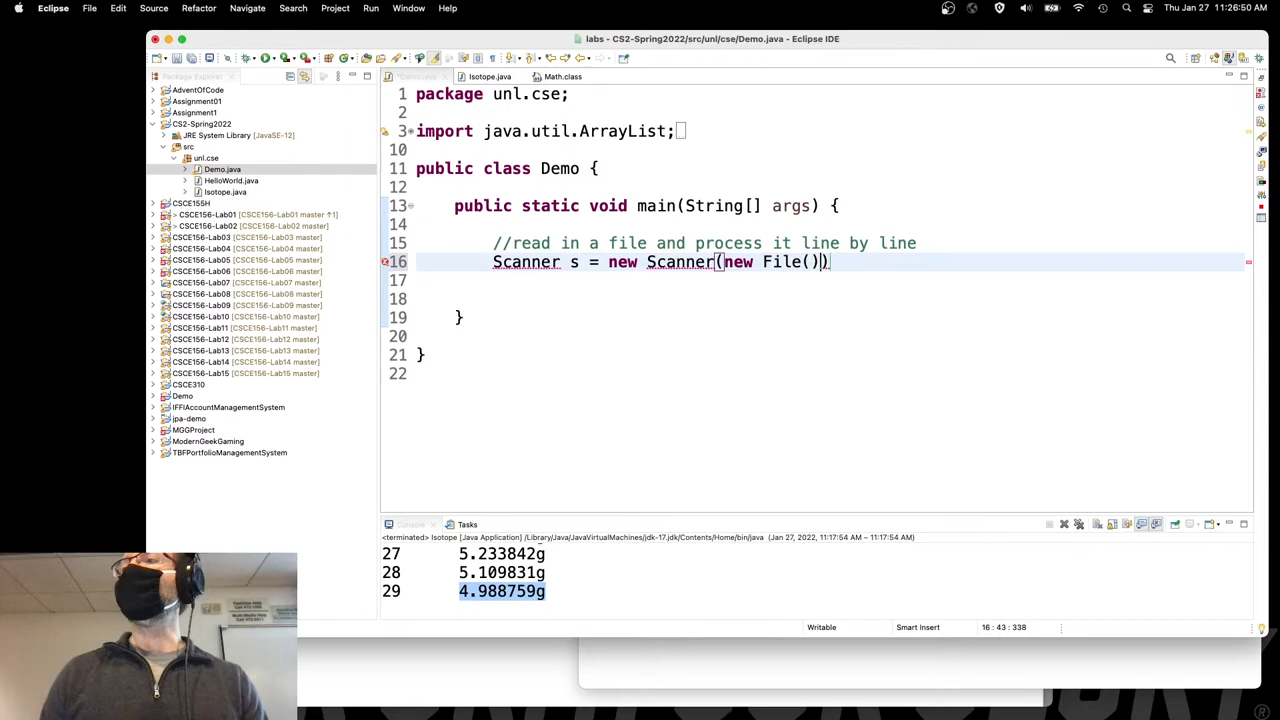 Eclipse File Edit Source Refactor Navigate Search Project Run Window Help
Thu Jan 27 11:26:50 AM
labs - CS2-Spring2022/src/unl/cse/Demo.java - Eclipse IDE
Package Explorer
*Demo.java Isotope.java Math.class
AdventOfCode
Assignment01
Assignment1
CS2-Spring2022
JRE System Library [JavaSE-12]
src
unl.cse
Demo.java
HelloWorld.java
Isotope.java
CSCE155H
> CSCE156-Lab01 [CSCE156-Lab01 master ↑1]
> CSCE156-Lab02 [CSCE156-Lab02 master]
CSCE156-Lab03 [CSCE156-Lab03 master]
CSCE156-Lab04 [CSCE156-Lab04 master]
CSCE156-Lab05 [CSCE156-Lab05 master]
CSCE156-Lab06 [CSCE156-Lab06 master]
CSCE156-Lab07 [CSCE156-Lab07 master]
CSCE156-Lab08 [CSCE156-Lab08 master]
CSCE156-Lab09 [CSCE156-Lab09 master]
CSCE156-Lab10 [CSCE156-Lab10 master]
CSCE156-Lab11 [CSCE156-Lab11 master]
CSCE156-Lab12 [CSCE156-Lab12 master]
CSCE156-Lab13 [CSCE156-Lab13 master]
CSCE156-Lab14 [CSCE156-Lab14 master]
CSCE156-Lab15 [CSCE156-Lab15 master]
CSCE310
Demo
IFFIAccountManagementSystem
jpa-demo
MGGProject
ModernGeekGaming
TBFPortfolioManagementSystem
1 package unl.cse;
2
3 import java.util.ArrayList;
10
11 public class Demo {
12
13 public static void main(String[] args) {
14
15 //read in a file and process it line by line
16 Scanner s = new Scanner(new File())
17
18
19 }
20
21 }
22
Console Tasks
<terminated> Isotope [Java Application] /Library/Java/JavaVirtualMachines/jdk-17.jdk/Contents/Home/bin/java (Jan 27, 2022, 11:17:54 AM – 11:17:54 AM)
27 5.233842g
28 5.109831g
29 4.988759g
Writable Smart Insert 16 : 43 : 338